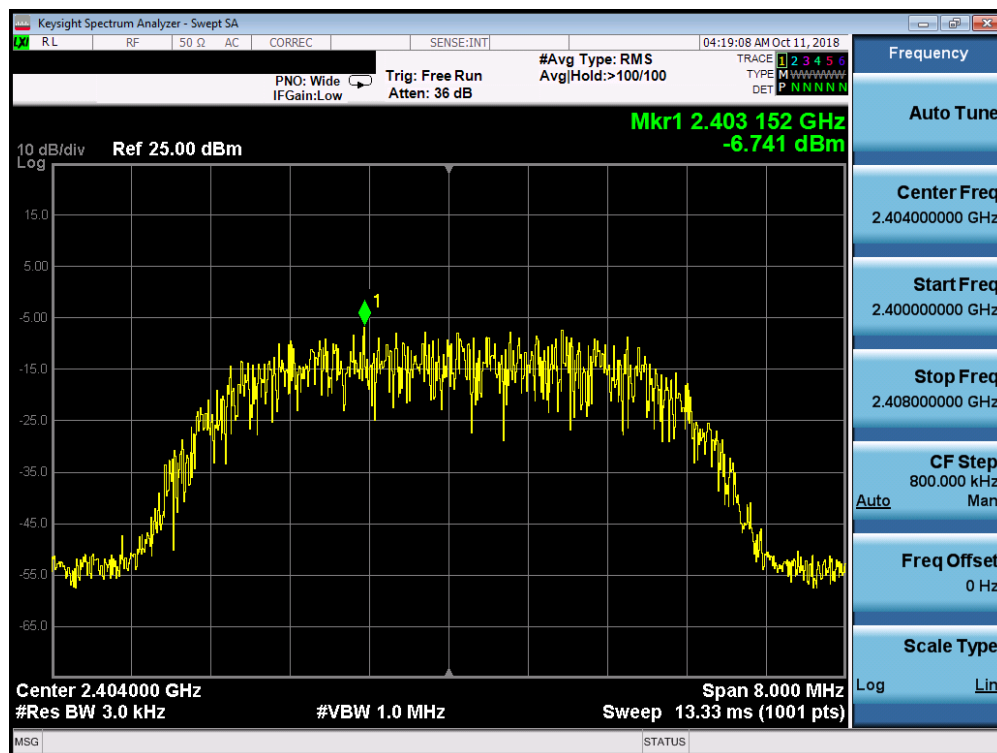 Keysight Spectrum Analyzer - Swept SA
LXI RL RF 50 Ω AC CORREC SENSE:INT 04:19:08 AM Oct 11, 2018
#Avg Type: RMS
Avg|Hold:>100/100
PNO: Wide
IFGain:Low
Trig: Free Run
Atten: 36 dB
TRACE 1 2 3 4 5 6
TYPE M WWWWW
DET P N N N N N
Mkr1 2.403 152 GHz
-6.741 dBm
10 dB/div Ref 25.00 dBm
Log
15.0
5.00
-5.00
-15.0
-25.0
-35.0
-45.0
-55.0
-65.0
1
Center 2.404000 GHz Span 8.000 MHz
#Res BW 3.0 kHz #VBW 1.0 MHz Sweep 13.33 ms (1001 pts)
MSG STATUS
Frequency
Auto Tune
Center Freq
2.404000000 GHz
Start Freq
2.400000000 GHz
Stop Freq
2.408000000 GHz
CF Step
800.000 kHz
Auto Man
Freq Offset
0 Hz
Scale Type
Log Lin